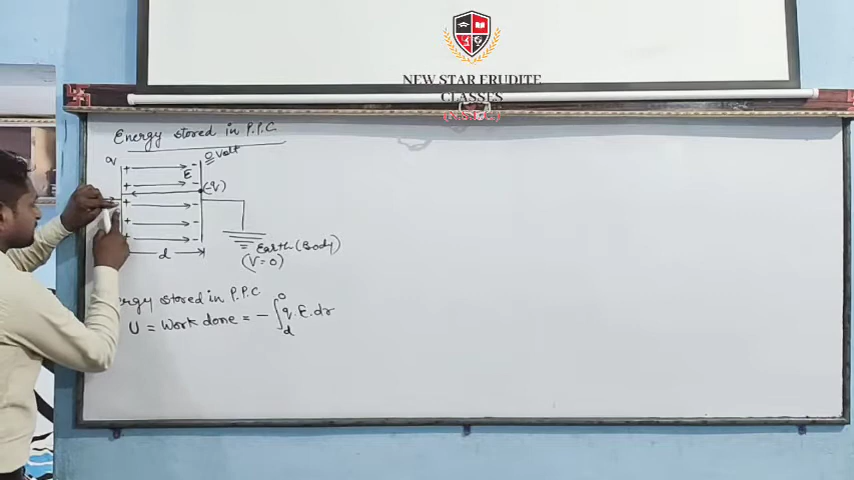 NEW STAR ERUDITE
CLASSES
Energy stored in P.P.C.
0 Volt
q
+ -
+ E -
(-q)
+ -
+ -
+ -
d
= Earth (Body)
(V=0)
ergy stored in P.P.C
U = Work done = - ∫ 0 d q. E. dr